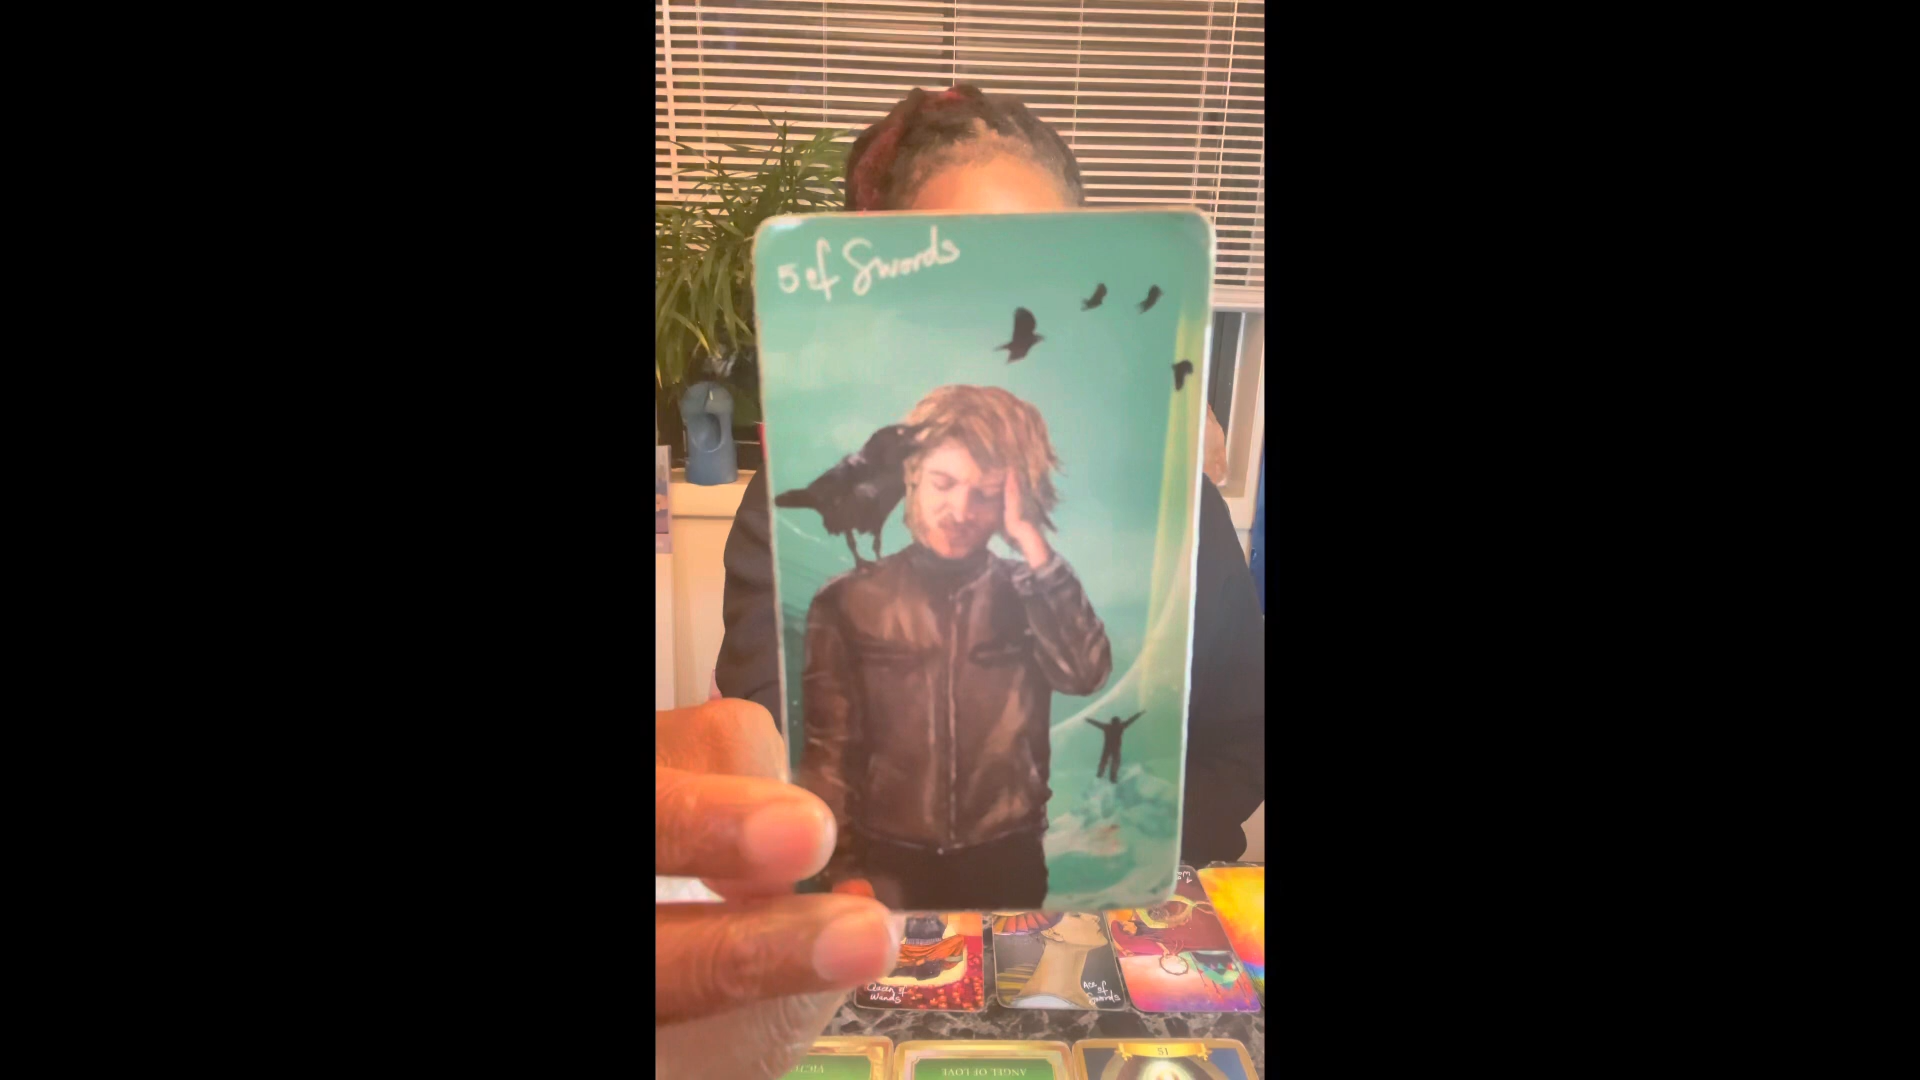 5 of Swords
Queen of
Wands
Ace
of
Swords
ANGEL OF LOVE
51